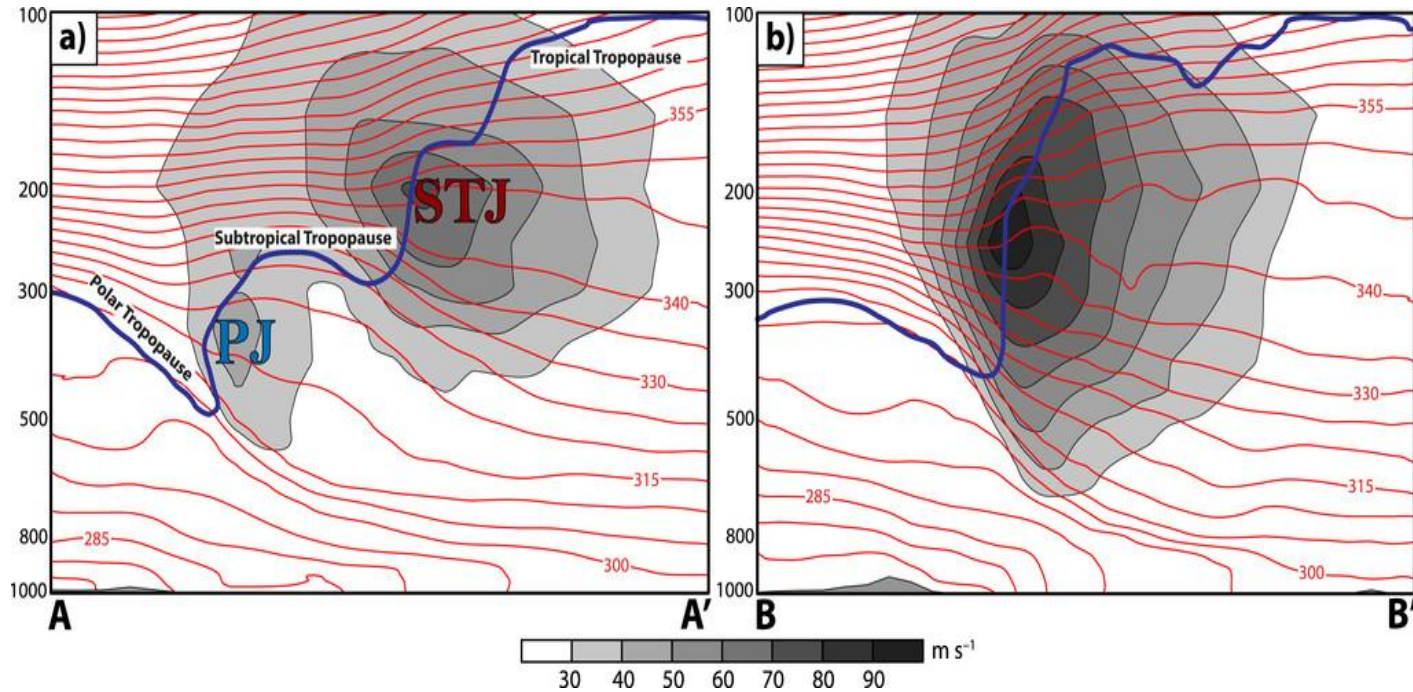 a)
b)
100
200
300
500
800
1000
Tropical Tropopause
Subtropical Tropopause
Polar Tropopause
STJ
PJ
355
340
330
315
300
285
A
A'
100
200
300
500
800
1000
355
340
330
315
300
285
B
B'
30 40 50 60 70 80 90 m s⁻¹